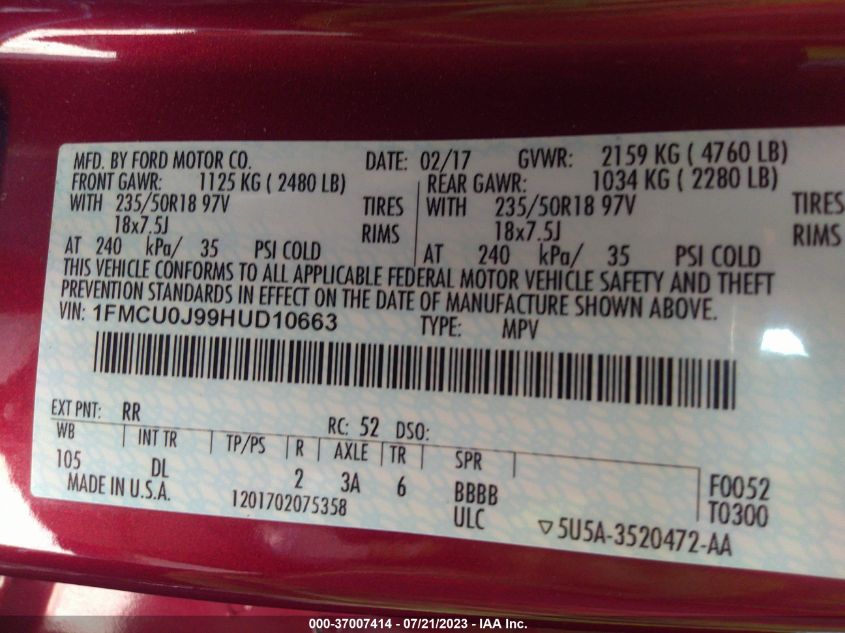 MFD. BY FORD MOTOR CO. DATE: 02/17 GVWR: 2159 KG ( 4760 LB)
FRONT GAWR: 1125 KG ( 2480 LB) REAR GAWR: 1034 KG ( 2280 LB)
WITH 235/50R18 97V TIRES WITH 235/50R18 97V TIRES
18x7.5J RIMS 18x7.5J RIMS
AT 240 kPa/ 35 PSI COLD AT 240 kPa/ 35 PSI COLD
THIS VEHICLE CONFORMS TO ALL APPLICABLE FEDERAL MOTOR VEHICLE SAFETY AND THEFT
PREVENTION STANDARDS IN EFFECT ON THE DATE OF MANUFACTURE SHOWN ABOVE.
VIN: 1FMCU0J99HUD10663 TYPE: MPV
EXT PNT: RR RC: 52 DSO:
WB INT TR TP/PS R AXLE TR SPR
105 DL 2 3A 6 BBBB F0052
MADE IN U.S.A. 1201702075358 ULC T0300
▽5U5A-3520472-AA
000-37007414 - 07/21/2023 - IAA Inc.